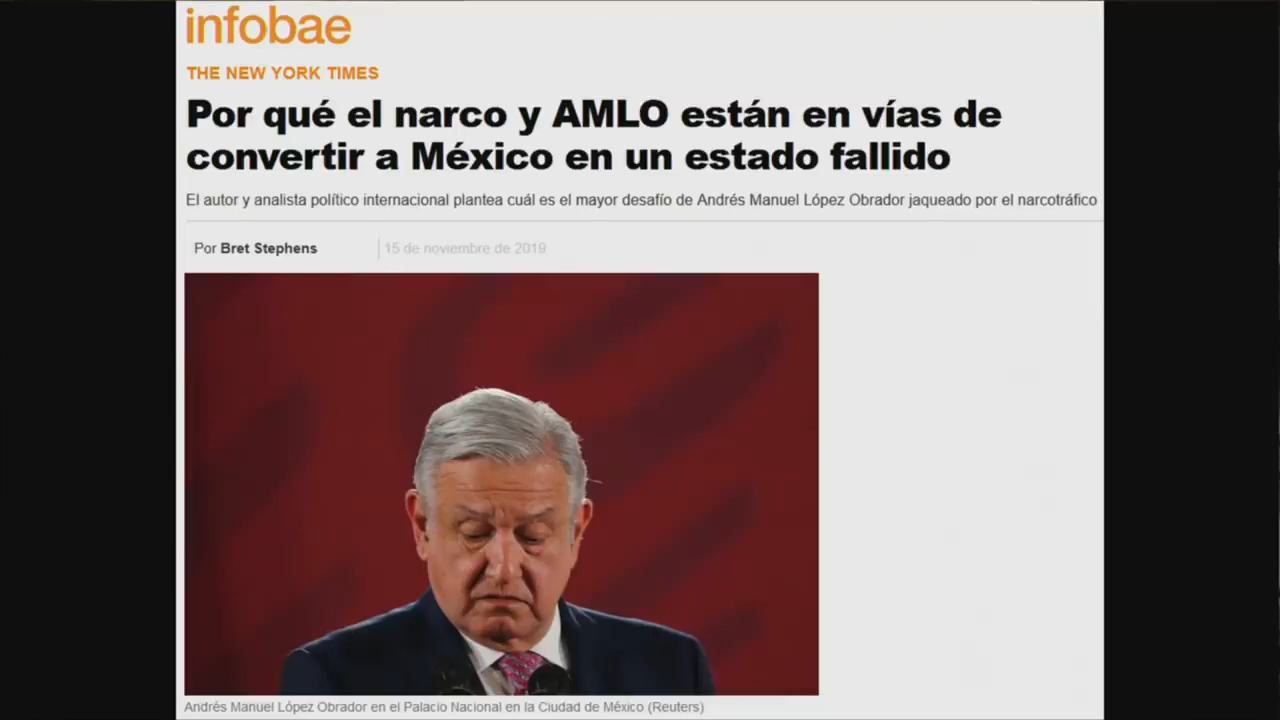 infobae
THE NEW YORK TIMES
Por qué el narco y AMLO están en vías de
convertir a México en un estado fallido
El autor y analista político internacional plantea cuál es el mayor desafío de Andrés Manuel López Obrador jaqueado por el narcotráfico
Por Bret Stephens
15 de noviembre de 2019
Andrés Manuel López Obrador en el Palacio Nacional en la Ciudad de México (Reuters)